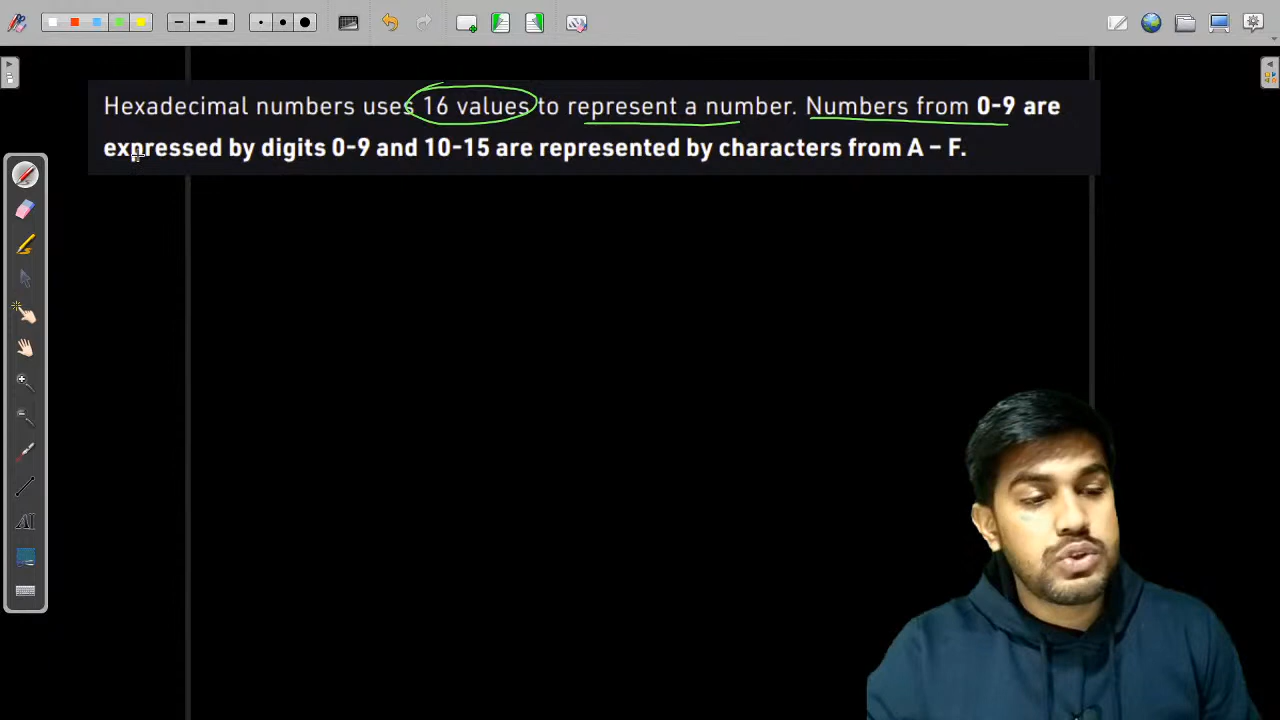 Hexadecimal numbers uses 16 values to represent a number. Numbers from 0-9 are
expressed by digits 0-9 and 10-15 are represented by characters from A – F.